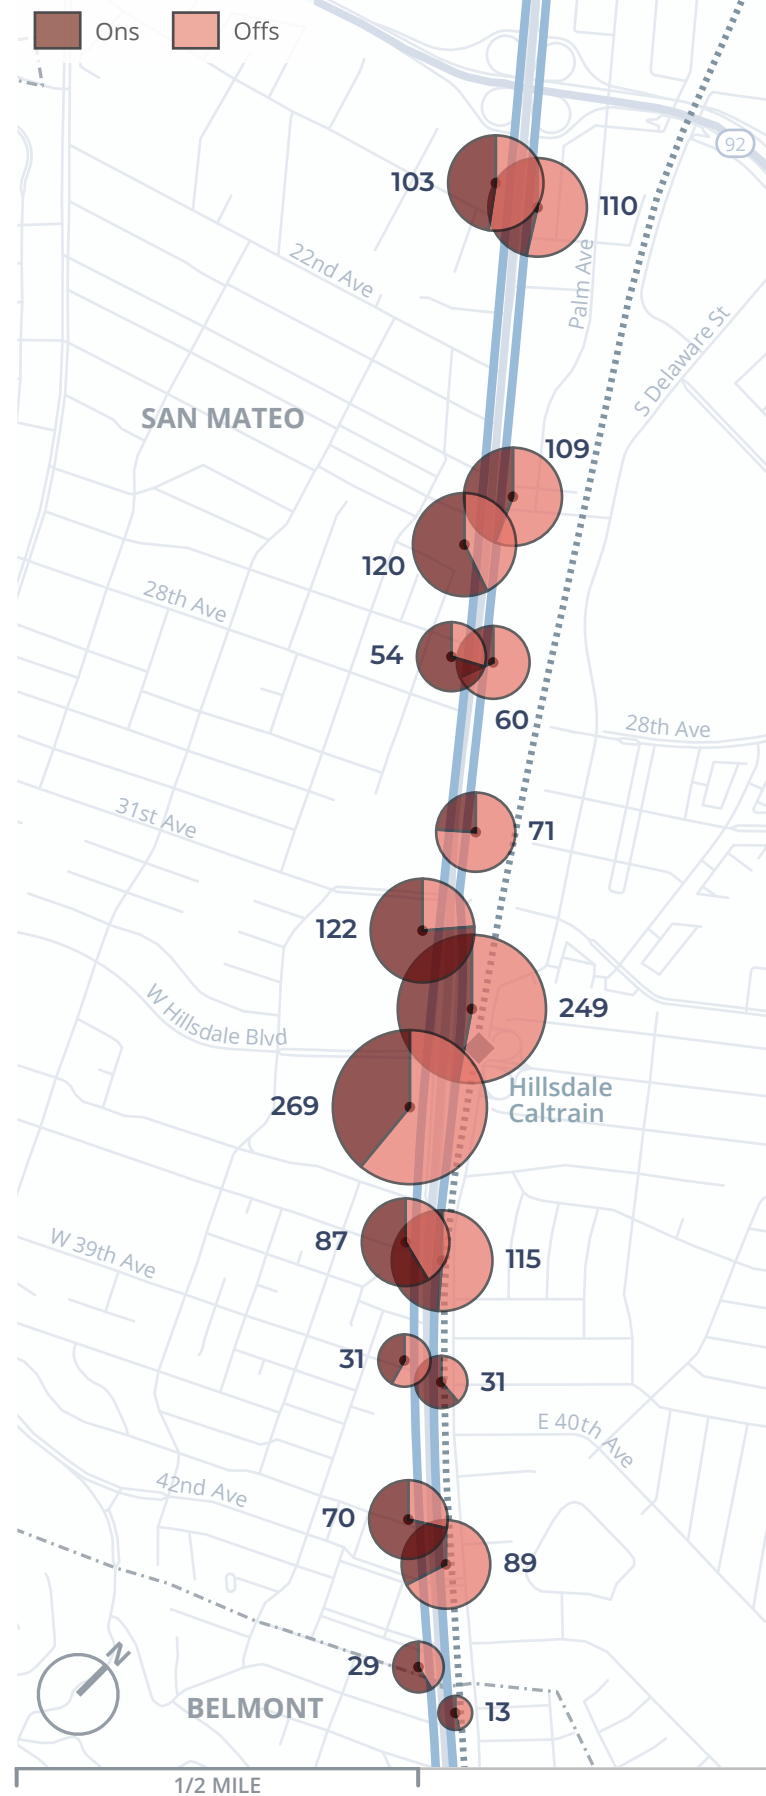 Ons
Offs
92
103
110
22nd Ave
Palm Ave
S Delaware St
SAN MATEO
109
120
28th Ave
54
60
28th Ave
31st Ave
71
122
W Hillsdale Blvd
249
Hillsdale
Caltrain
269
W 39th Ave
87
115
31
31
E 40th Ave
42nd Ave
70
89
N
29
BELMONT
13
1/2 MILE